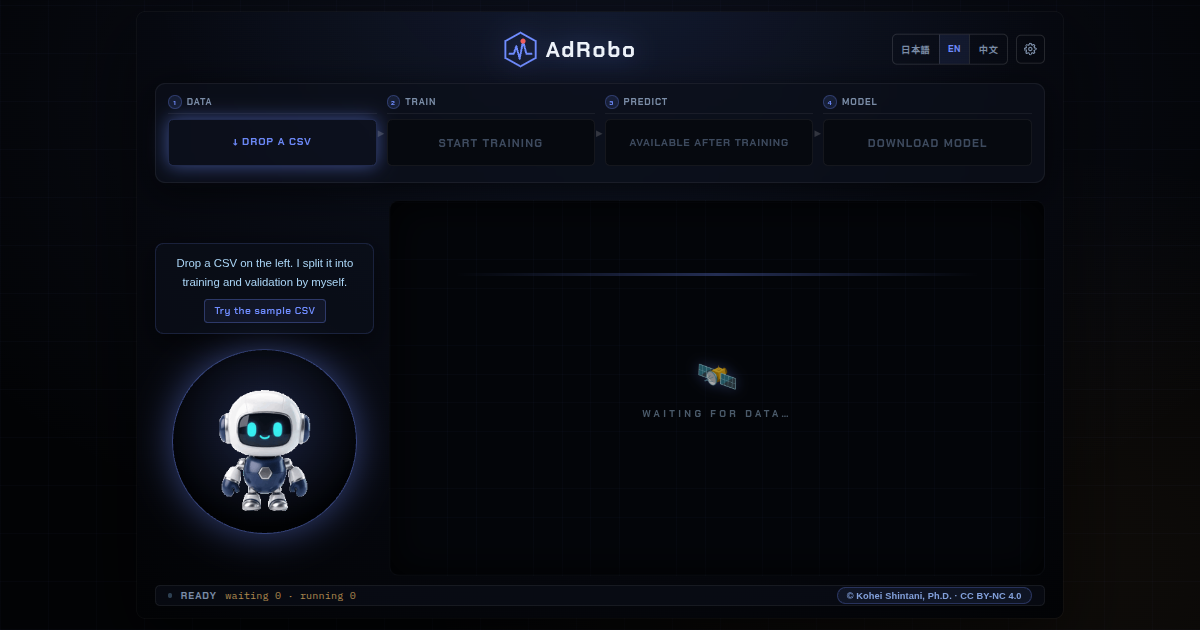 AdRobo
日本語
EN
中文
1 DATA
2 TRAIN
3 PREDICT
4 MODEL
↓ DROP A CSV
START TRAINING
AVAILABLE AFTER TRAINING
DOWNLOAD MODEL
Drop a CSV on the left. I split it into
training and validation by myself.
Try the sample CSV
WAITING FOR DATA…
READY waiting 0 · running 0
© Kohei Shintani, Ph.D. · CC BY-NC 4.0